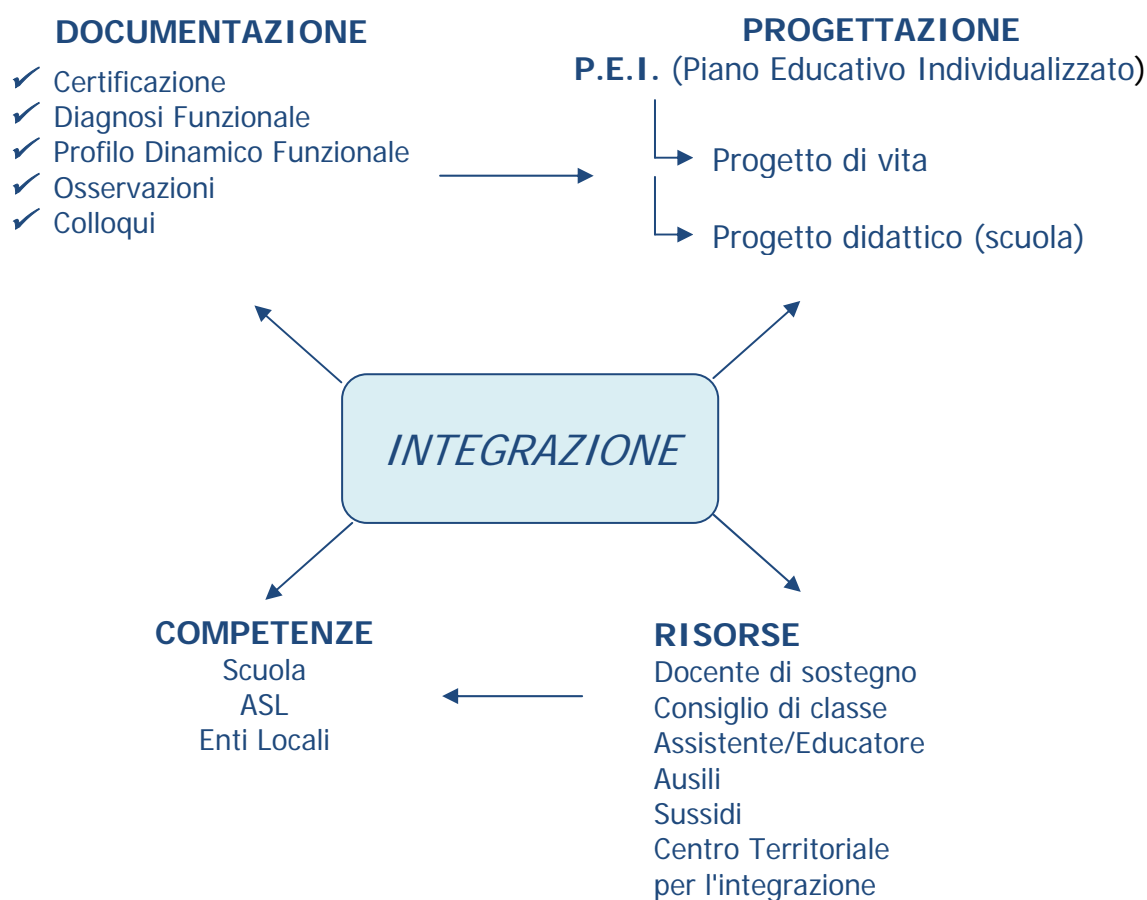 DOCUMENTAZIONE
Certificazione
Diagnosi Funzionale
Profilo Dinamico Funzionale
Osservazioni
Colloqui
PROGETTAZIONE
P.E.I. (Piano Educativo Individualizzato)
Progetto di vita
Progetto didattico (scuola)
INTEGRAZIONE
COMPETENZE
Scuola
ASL
Enti Locali
RISORSE
Docente di sostegno
Consiglio di classe
Assistente/Educatore
Ausili
Sussidi
Centro Territoriale
per l'integrazione